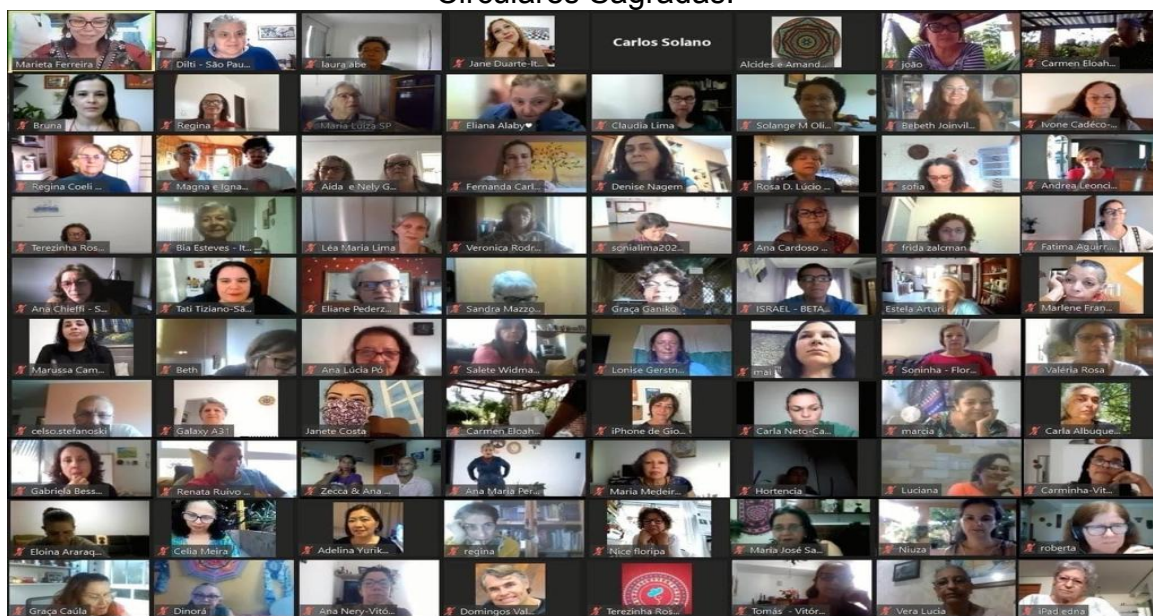 Circulares Sagradas.
Marieta Ferreira
Dilti - São Pau...
laura abe
Jane Duarte-It...
Carlos Solano
Alcides e Amand...
joão
Carmen Eloah...
Bruna
Regina
Maria Luiza SP
Eliana Alaby♥
Claudia Lima
Solange M Oli...
Bebeth Joinvil...
Ivone Cadéco-...
Regina Coeli ...
Magna e Igna...
Aida e Nely G...
Fernanda Carl...
Denise Nagem
Rosa D. Lúcio ...
sofia
Andrea Leonci...
Terezinha Ros...
Bia Esteves - It...
Léa Maria Lima
Veronica Rodr...
sonialima202...
Ana Cardoso ...
frida zalcman
Fatima Aguirr...
Ana Chieffi - S...
Tati Tiziano-Sã...
Eliane Pederz...
Sandra Mazzo...
Graça Ganiko
ISRAEL - BETA...
Estela Arturi
Marlene Fran...
Marussa Cam...
Beth
Ana Lúcia Pó
Salete Widma...
Lonise Gerstn...
mai
Soninha - Flor...
Valéria Rosa
celso.stefanoski
Galaxy A31
Janete Costa
Carmen Eloah...
iPhone de Gio...
Carla Neto-Ca...
marcia
Carla Albuque...
Gabriela Bess...
Renata Ruivo ...
Zecca & Ana ...
Ana Maria Per...
Maria Medeir...
Hortencia
Luciana
Carminha-Vit...
Eloina Araraq...
Celia Meira
Adelina Yurik...
regina
Nice floripa
Maria José Sa...
Niuza
roberta
Graça Caúla
Dinorá
Ana Nery-Vitó...
Domingos Val...
Terezinha Ros...
Tomás - Vitór...
Vera Lucia
iPad edna